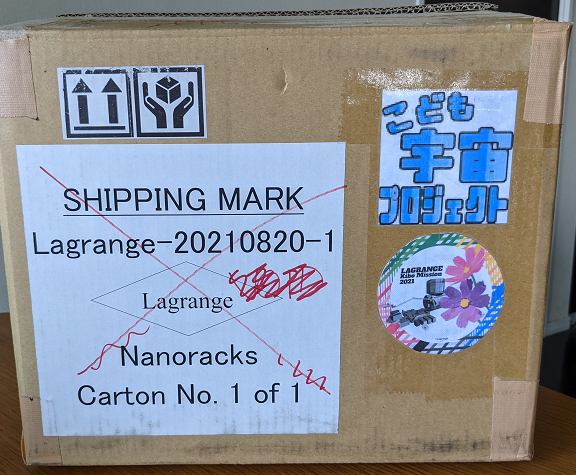 SHIPPING MARK
Lagrange-20210820-1
Lagrange
Nanoracks
Carton No. 1 of 1
こども
宇宙
プロジェクト
LAGRANGE
Kibo Mission
2021